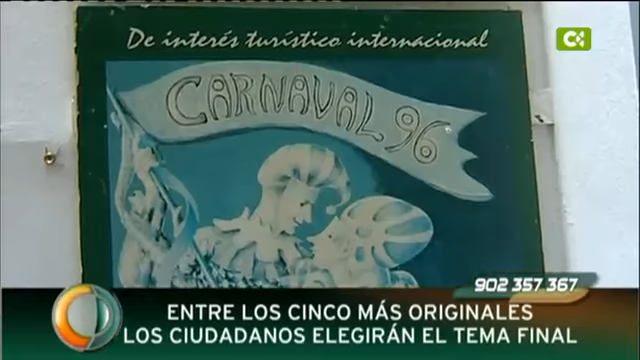 De interés turístico internacional
CARNAVAL 96
902 357 367
ENTRE LOS CINCO MÁS ORIGINALES
LOS CIUDADANOS ELEGIRÁN EL TEMA FINAL